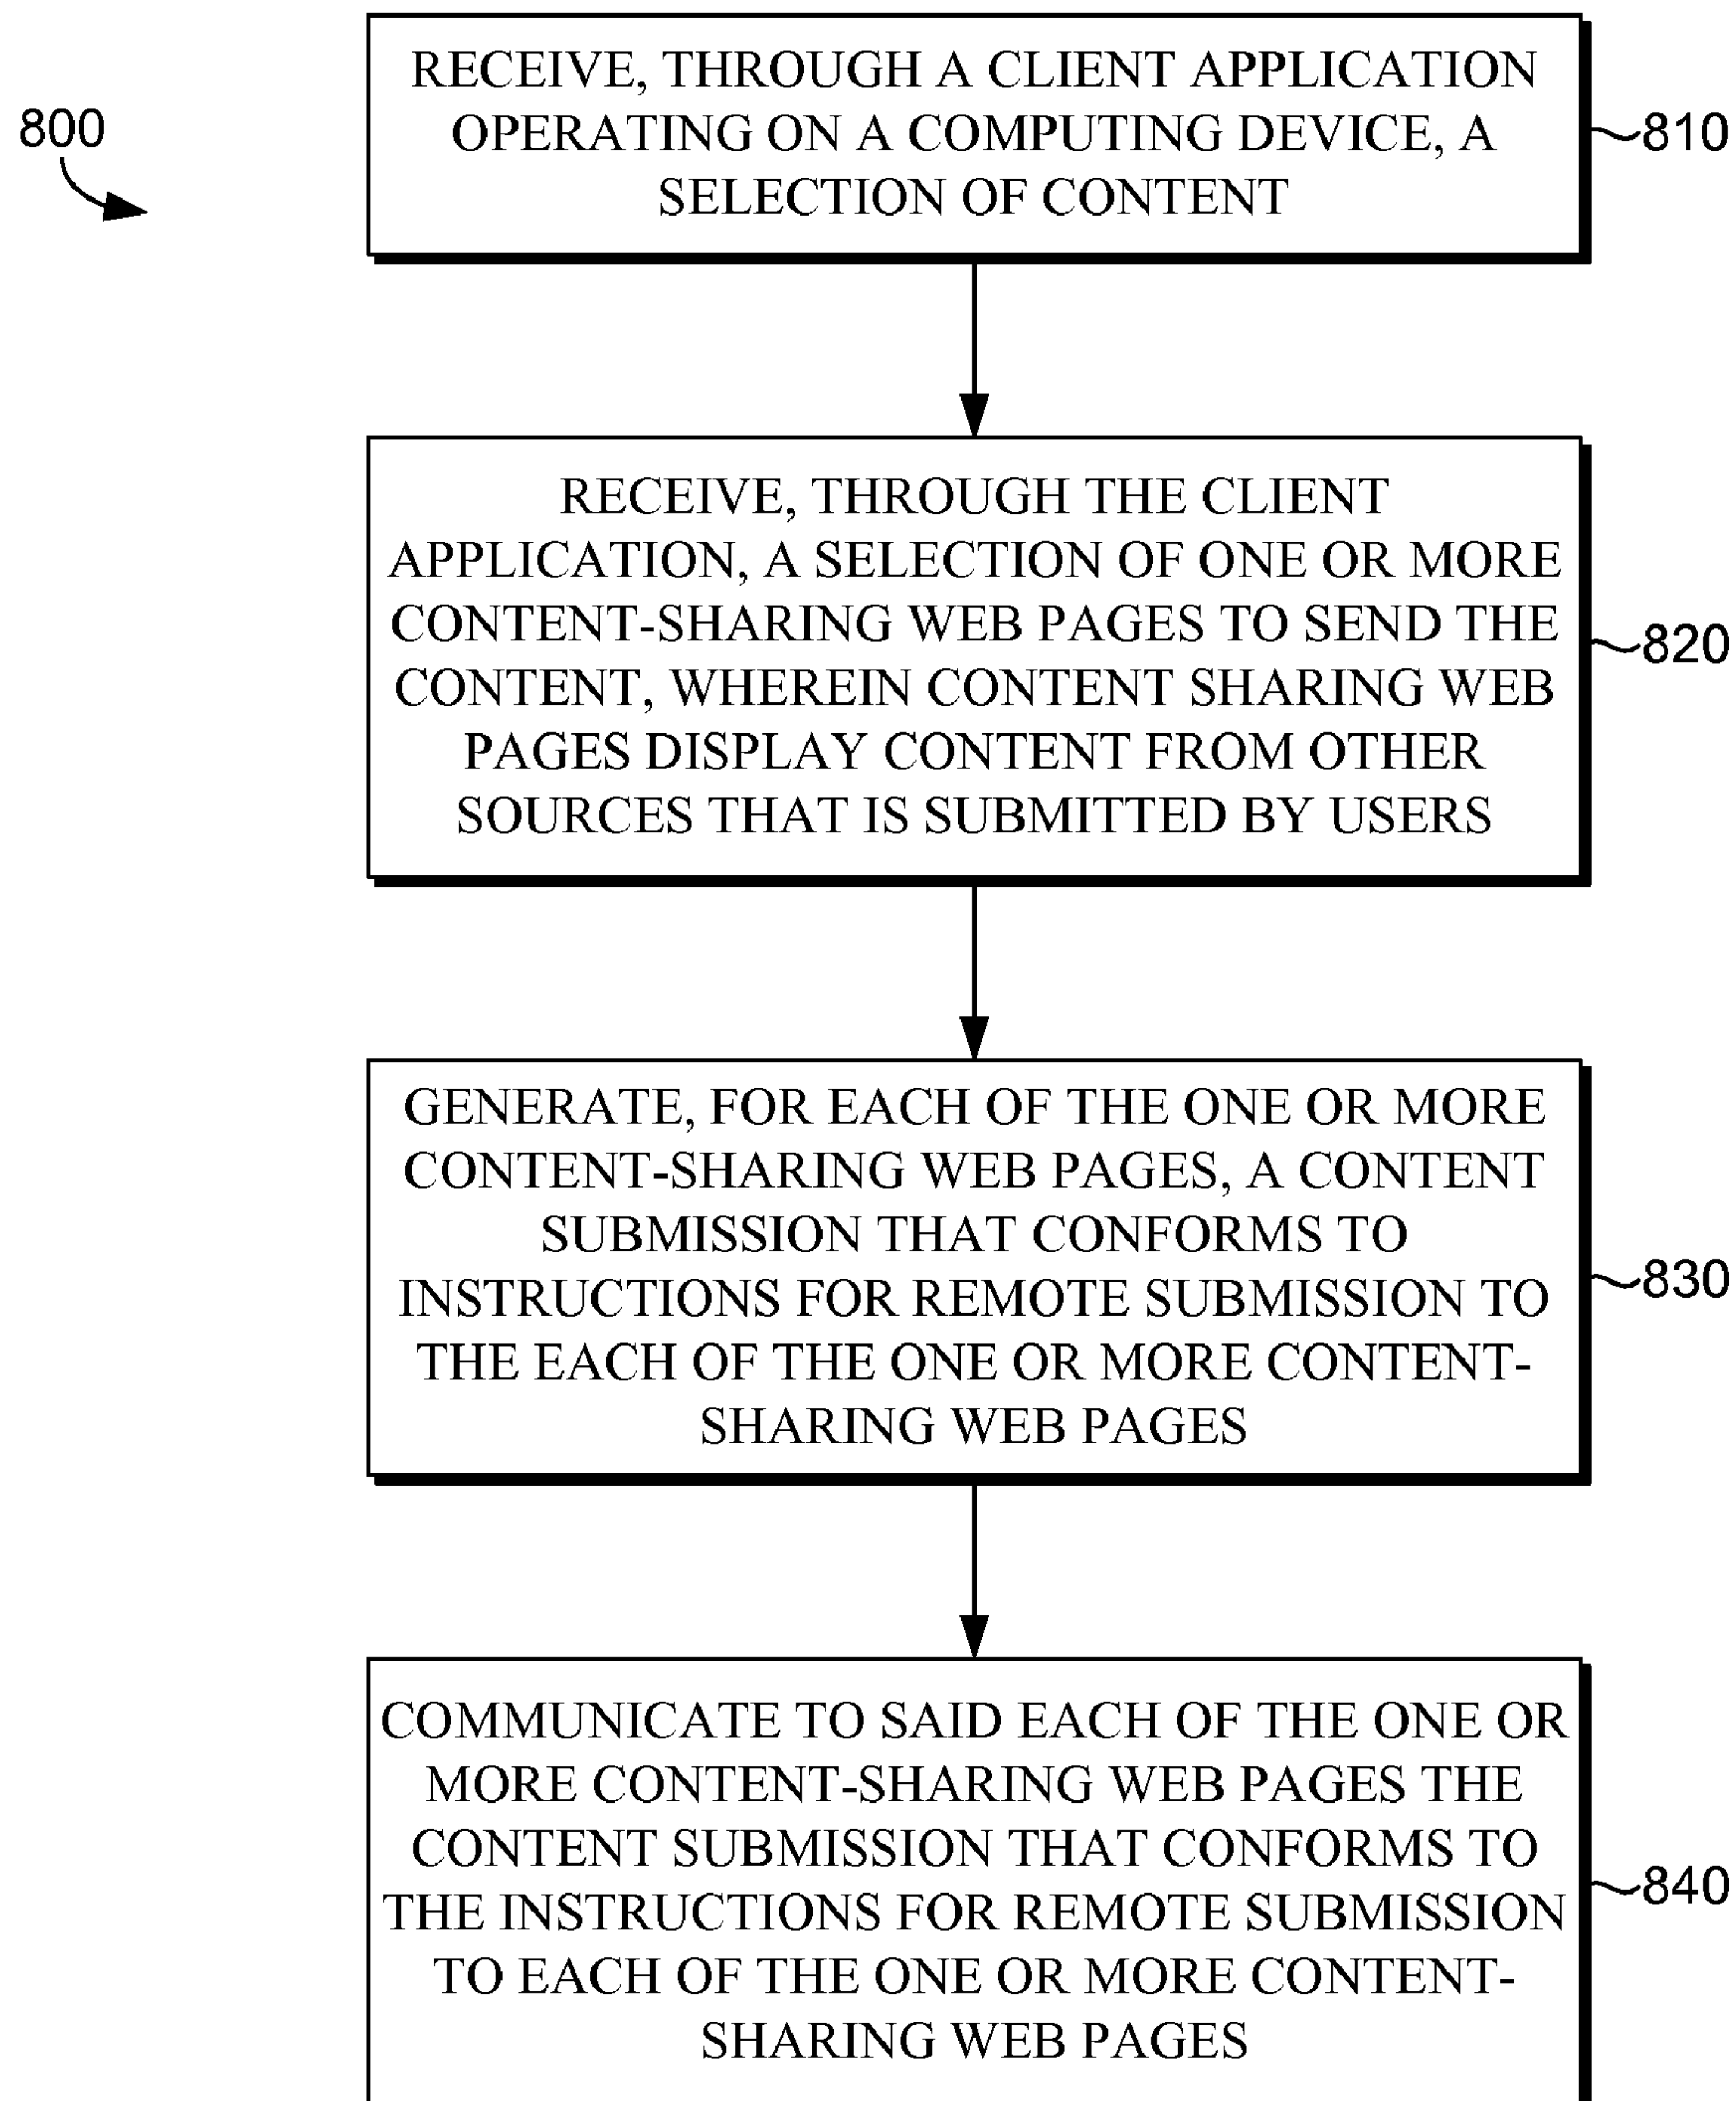 800
RECEIVE, THROUGH A CLIENT APPLICATION
OPERATING ON A COMPUTING DEVICE, A
SELECTION OF CONTENT
810
RECEIVE, THROUGH THE CLIENT
APPLICATION, A SELECTION OF ONE OR MORE
CONTENT-SHARING WEB PAGES TO SEND THE
CONTENT, WHEREIN CONTENT SHARING WEB
PAGES DISPLAY CONTENT FROM OTHER
SOURCES THAT IS SUBMITTED BY USERS
820
GENERATE, FOR EACH OF THE ONE OR MORE
CONTENT-SHARING WEB PAGES, A CONTENT
SUBMISSION THAT CONFORMS TO
INSTRUCTIONS FOR REMOTE SUBMISSION TO
THE EACH OF THE ONE OR MORE CONTENT-
SHARING WEB PAGES
830
COMMUNICATE TO SAID EACH OF THE ONE OR
MORE CONTENT-SHARING WEB PAGES THE
CONTENT SUBMISSION THAT CONFORMS TO
THE INSTRUCTIONS FOR REMOTE SUBMISSION
TO EACH OF THE ONE OR MORE CONTENT-
SHARING WEB PAGES
840